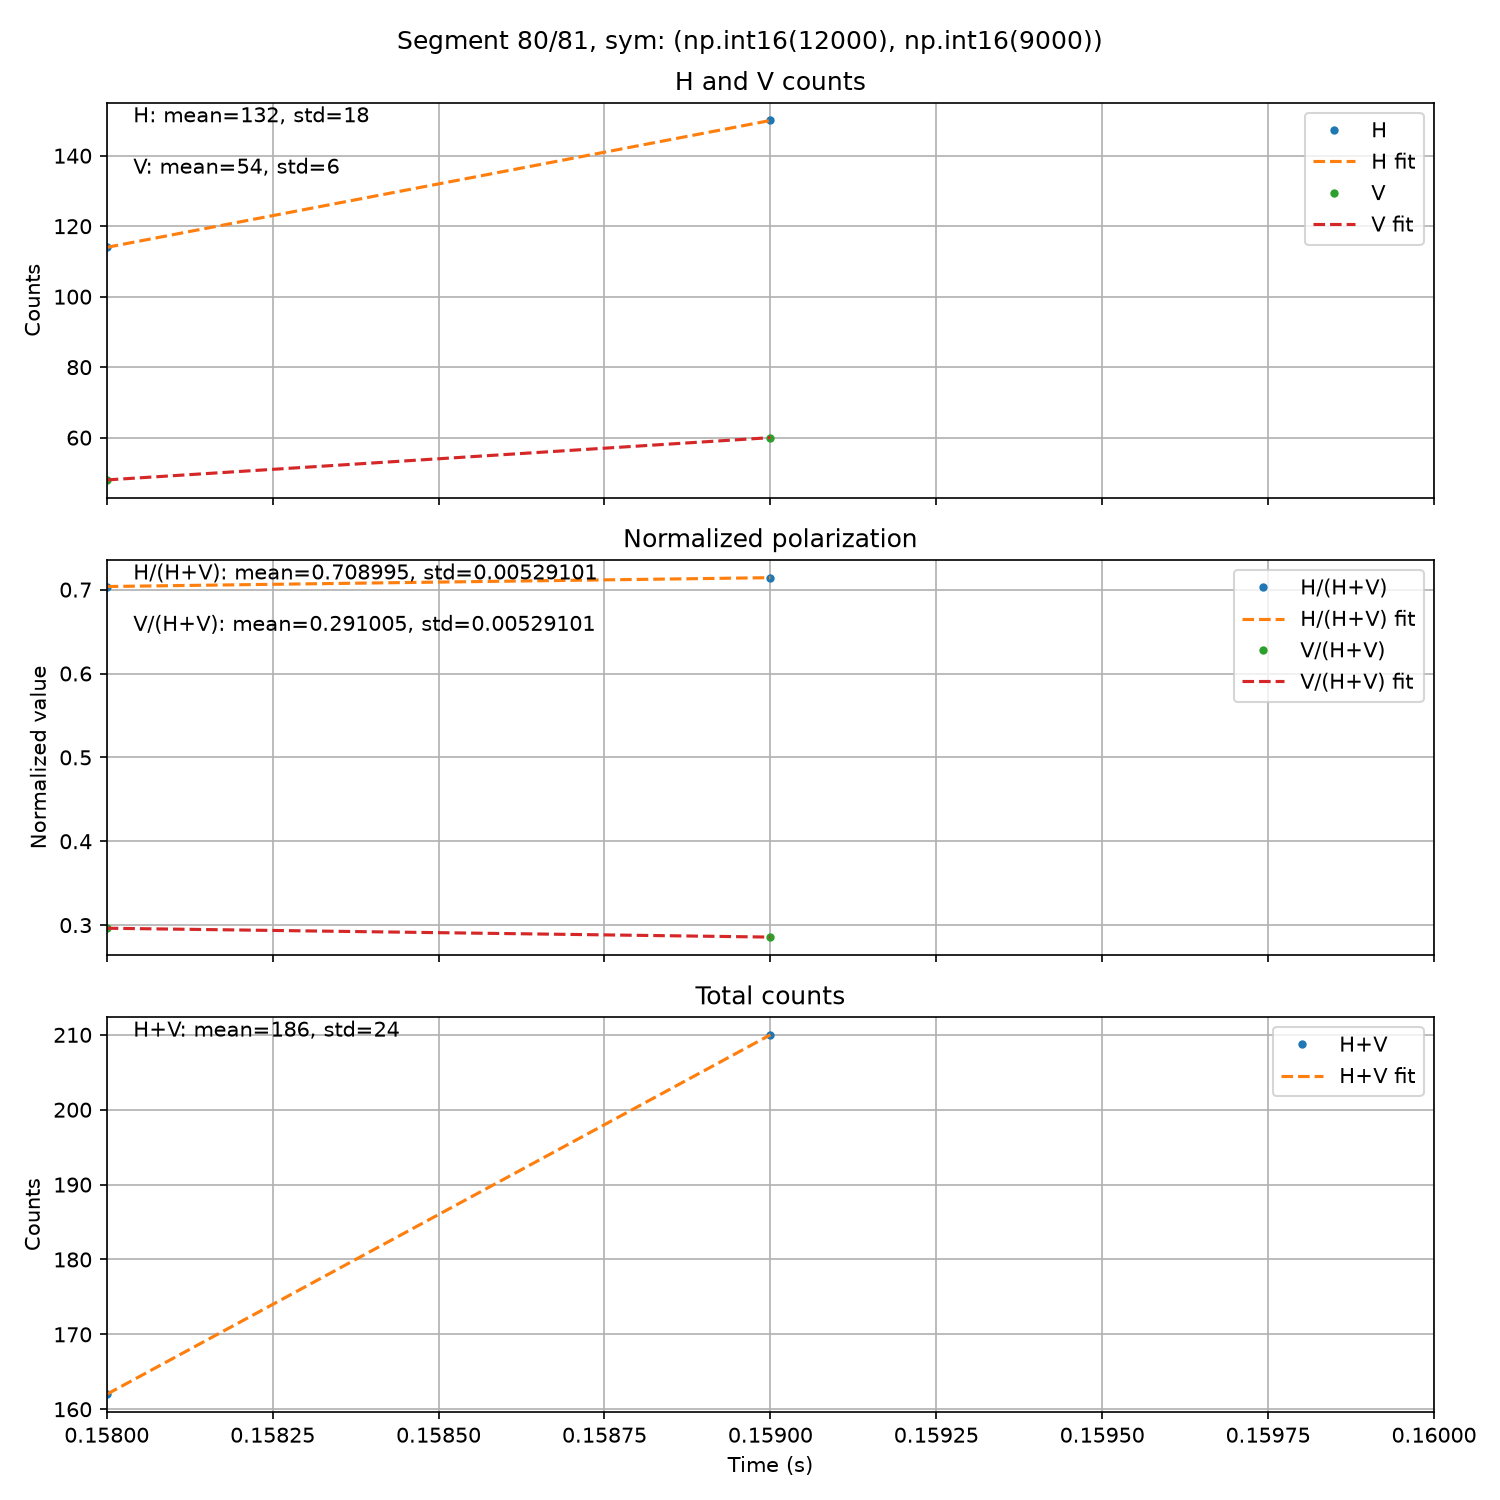 Segment 80/81, sym: (np.int16(12000), np.int16(9000))
H and V counts
H: mean=132, std=18
V: mean=54, std=6
H
H fit
V
V fit
Counts
140
120
100
80
60
Normalized polarization
H/(H+V): mean=0.708995, std=0.00529101
V/(H+V): mean=0.291005, std=0.00529101
H/(H+V)
H/(H+V) fit
V/(H+V)
V/(H+V) fit
Normalized value
0.7
0.6
0.5
0.4
0.3
Total counts
H+V: mean=186, std=24
H+V
H+V fit
Counts
210
200
190
180
170
160
0.15800 0.15825 0.15850 0.15875 0.15900 0.15925 0.15950 0.15975 0.16000
Time (s)